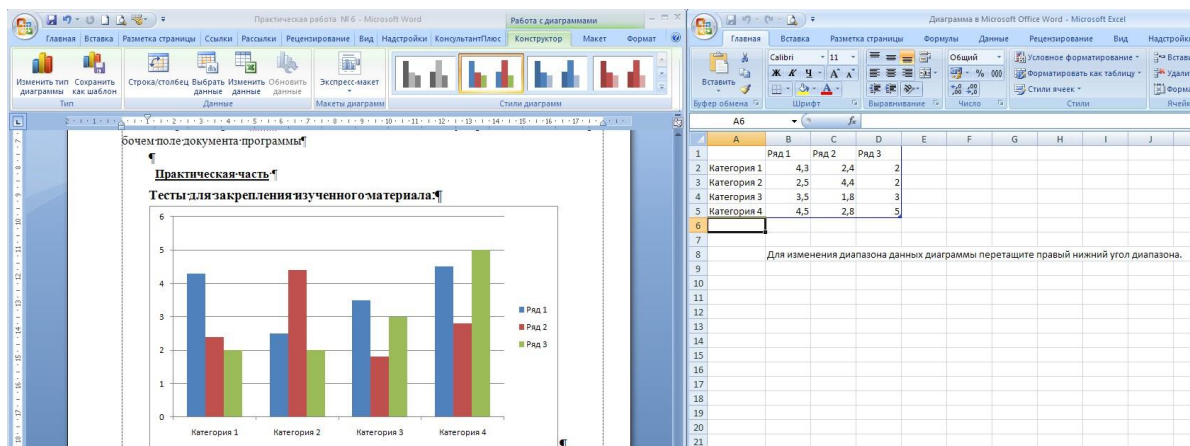 Практическая работа №6 - Microsoft Word
Работа с диаграммами
Главная Вставка Разметка страницы Ссылки Рассылки Рецензирование Вид Надстройки КонсультантПлюс Конструктор Макет Формат
Изменить тип диаграммы
Сохранить как шаблон
Строка/столбец
Выбрать данные
Изменить данные
Обновить данные
Экспресс-макет
Тип Данные Макеты диаграмм Стили диаграмм
бочем·поле·документа·программы¶
¶
Практическая·часть·¶
Тесты·для·закрепления·изученного·материала:¶
6
5
4
3
2
1
0
Категория 1 Категория 2 Категория 3 Категория 4
Ряд 1
Ряд 2
Ряд 3
¶
Диаграмма в Microsoft Office Word - Microsoft Excel
Главная Вставка Разметка страницы Формулы Данные Рецензирование Вид Надстройки
Вставить
Calibri 11
Ж К Ч
Общий
% 000
Условное форматирование
Форматировать как таблицу
Стили ячеек
Встави
Удали
Форма
Буфер обмена Шрифт Выравнивание Число Стили Ячейк
A6 fx
A B C D E F G H I J
1 Ряд 1 Ряд 2 Ряд 3
2 Категория 1 4,3 2,4 2
3 Категория 2 2,5 4,4 2
4 Категория 3 3,5 1,8 3
5 Категория 4 4,5 2,8 5
6
7
8 Для изменения диапазона данных диаграммы перетащите правый нижний угол диапазона.
9
10
11
12
13
14
15
16
17
18
19
20
21